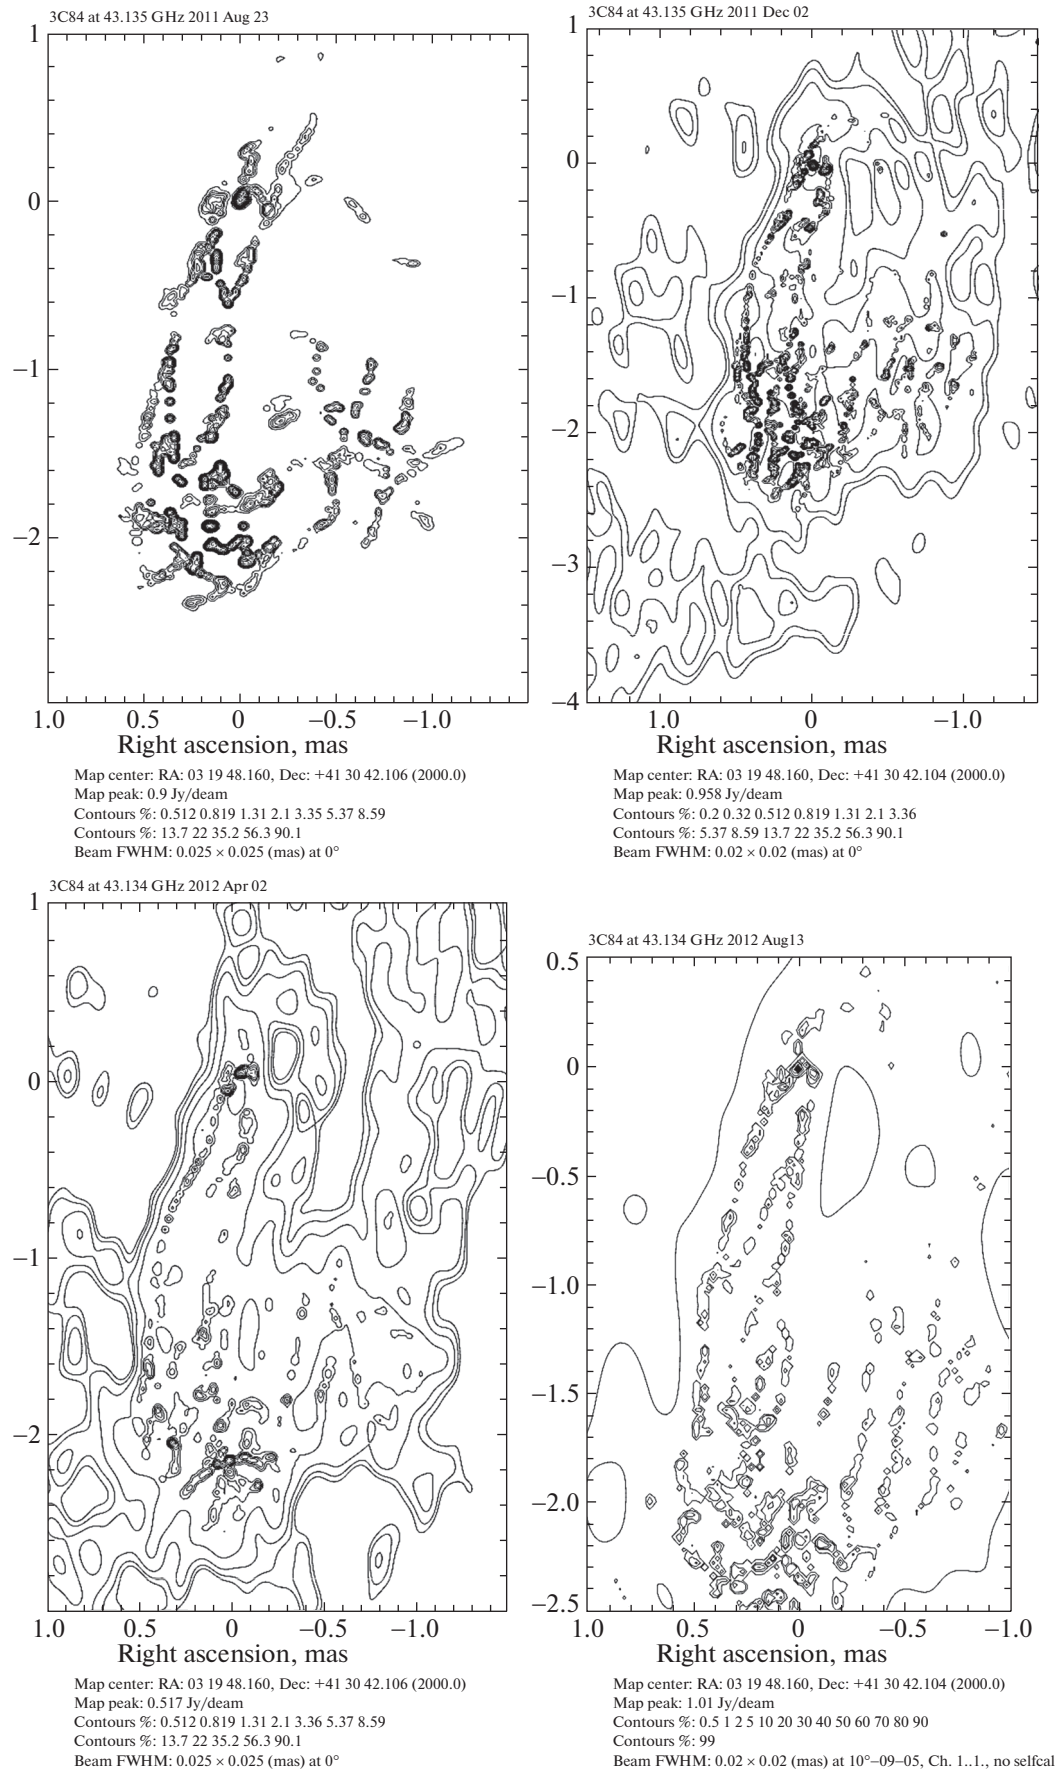 3C84 at 43.135 GHz 2011 Aug 23
1
0
−1
−2
1.0 0.5 0 −0.5 −1.0
Right ascension, mas
Map center: RA: 03 19 48.160, Dec: +41 30 42.106 (2000.0)
Map peak: 0.9 Jy/deam
Contours %: 0.512 0.819 1.31 2.1 3.35 5.37 8.59
Contours %: 13.7 22 35.2 56.3 90.1
Beam FWHM: 0.025 × 0.025 (mas) at 0°
3C84 at 43.135 GHz 2011 Dec 02
1
0
−1
−2
−3
−4
1.0 0 −1.0
Right ascension, mas
Map center: RA: 03 19 48.160, Dec: +41 30 42.104 (2000.0)
Map peak: 0.958 Jy/deam
Contours %: 0.2 0.32 0.512 0.819 1.31 2.1 3.36
Contours %: 5.37 8.59 13.7 22 35.2 56.3 90.1
Beam FWHM: 0.02 × 0.02 (mas) at 0°
3C84 at 43.134 GHz 2012 Apr 02
1
0
−1
−2
1.0 0.5 0 −0.5 −1.0
Right ascension, mas
Map center: RA: 03 19 48.160, Dec: +41 30 42.106 (2000.0)
Map peak: 0.517 Jy/deam
Contours %: 0.512 0.819 1.31 2.1 3.36 5.37 8.59
Contours %: 13.7 22 35.2 56.3 90.1
Beam FWHM: 0.025 × 0.025 (mas) at 0°
3C84 at 43.134 GHz 2012 Aug13
0.5
0
−0.5
−1.0
−1.5
−2.0
−2.5
1.0 0.5 0 −0.5 −1.0
Right ascension, mas
Map center: RA: 03 19 48.160, Dec: +41 30 42.104 (2000.0)
Map peak: 1.01 Jy/deam
Contours %: 0.5 1 2 5 10 20 30 40 50 60 70 80 90
Contours %: 99
Beam FWHM: 0.02 × 0.02 (mas) at 10°−09−05, Ch. 1..1., no selfcal